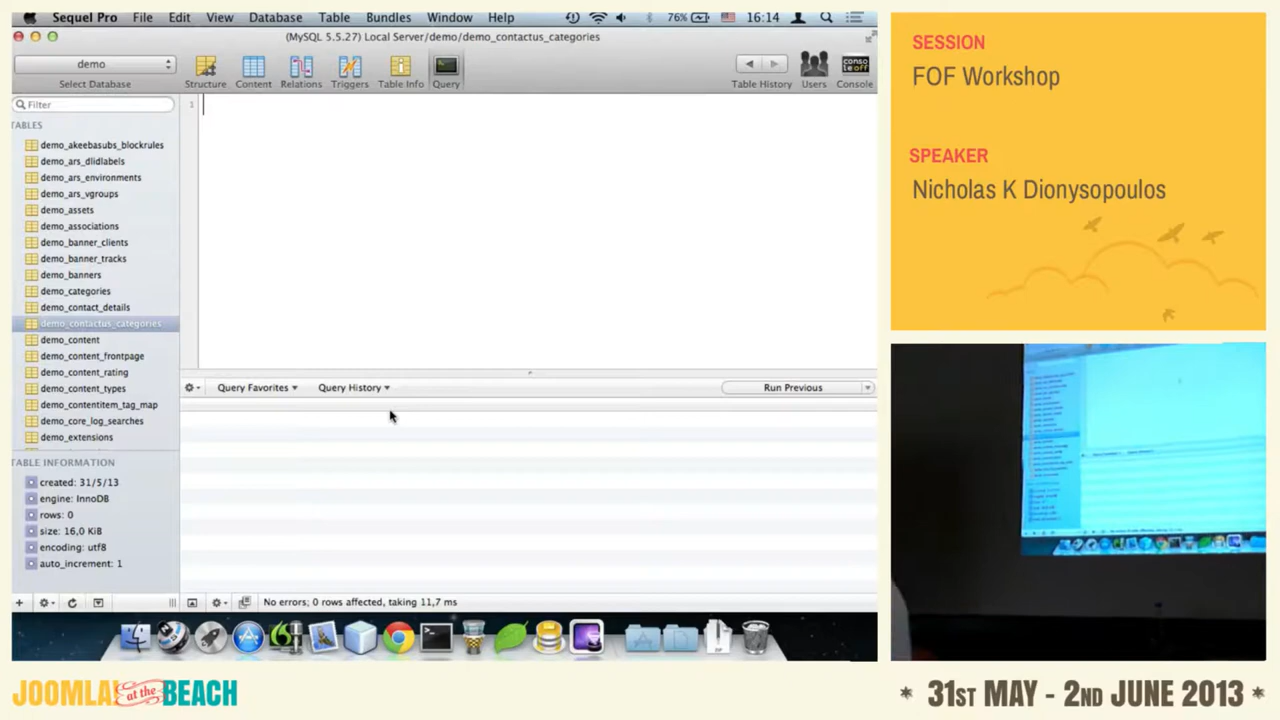 Sequel Pro File Edit View Database Table Bundles Window Help 76% 16:14
(MySQL 5.5.27) Local Server/demo/demo_contactus_categories
demo
Select Database
Structure Content Relations Triggers Table Info Query
Table History Users Console
conso
le off
Filter
1
TABLES
demo_akeebasubs_blockrules
demo_ars_dlidlabels
demo_ars_environments
demo_ars_vgroups
demo_assets
demo_associations
demo_banner_clients
demo_banner_tracks
demo_banners
demo_categories
demo_contact_details
demo_contactus_categories
demo_content
demo_content_frontpage
demo_content_rating
demo_content_types
demo_contentitem_tag_map
demo_core_log_searches
demo_extensions
Query Favorites Query History Run Previous
TABLE INFORMATION
created: 31/5/13
engine: InnoDB
rows: 0
size: 16,0 KiB
encoding: utf8
auto_increment: 1
No errors; 0 rows affected, taking 11,7 ms
SESSION
FOF Workshop
SPEAKER
Nicholas K Dionysopoulos
JOOMLA! at the BEACH
* 31ST MAY - 2ND JUNE 2013 *